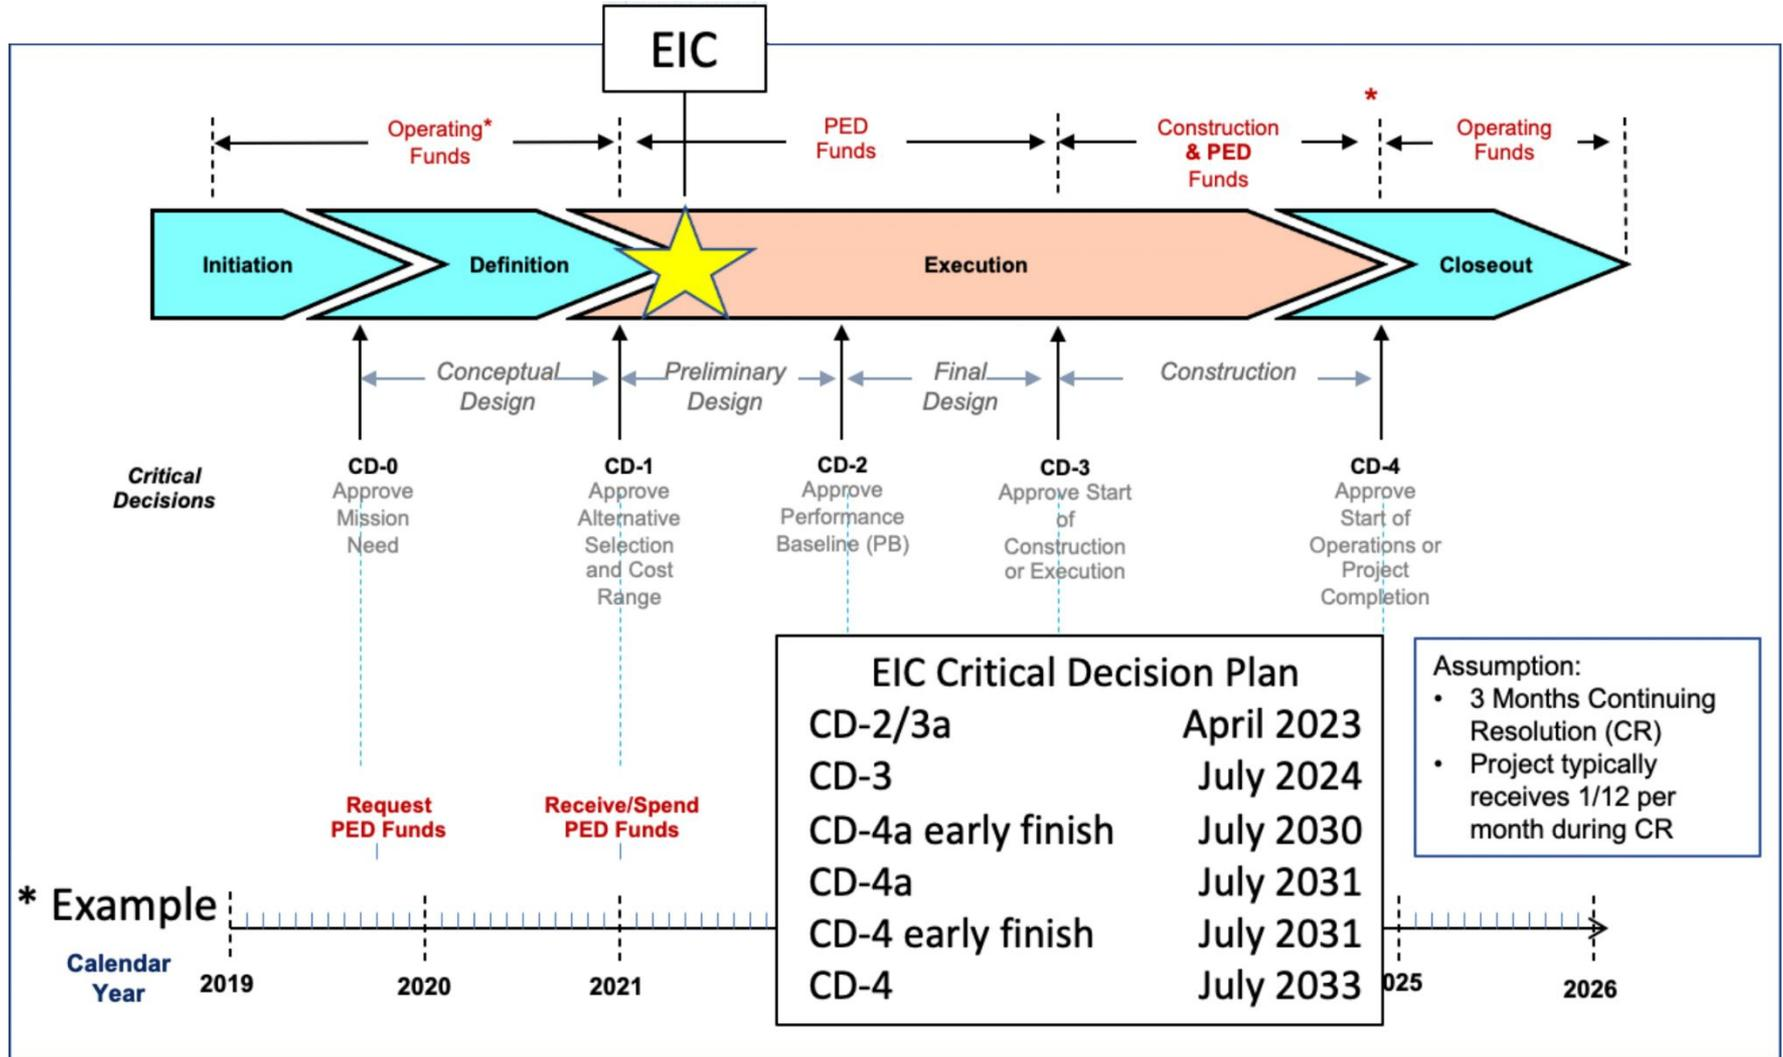 EIC
Operating*
Funds
PED
Funds
Construction
& PED
Funds
*
Operating
Funds
Initiation
Definition
Execution
Closeout
Conceptual
Design
Preliminary
Design
Final
Design
Construction
Critical
Decisions
CD-0
Approve
Mission
Need
CD-1
Approve
Alternative
Selection
and Cost
Range
CD-2
Approve
Performance
Baseline (PB)
CD-3
Approve Start
of
Construction
or Execution
CD-4
Approve
Start of
Operations or
Project
Completion
Request
PED Funds
Receive/Spend
PED Funds
EIC Critical Decision Plan
CD-2/3a April 2023
CD-3 July 2024
CD-4a early finish July 2030
CD-4a July 2031
CD-4 early finish July 2031
CD-4 July 2033
Assumption:
• 3 Months Continuing
Resolution (CR)
• Project typically
receives 1/12 per
month during CR
* Example
Calendar
Year
2019
2020
2021
025
2026